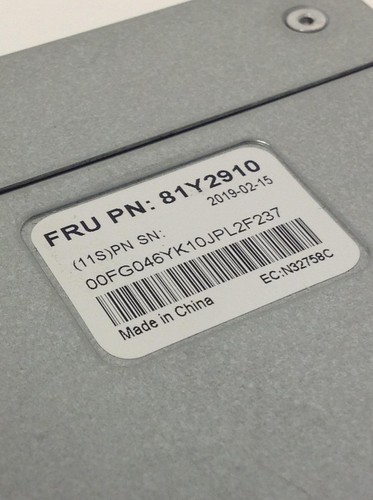 FRU PN: 81Y2910
2019-02-15
(11S)PN SN:
00FG046YK10JPL2F237
Made in China
EC:N32758C